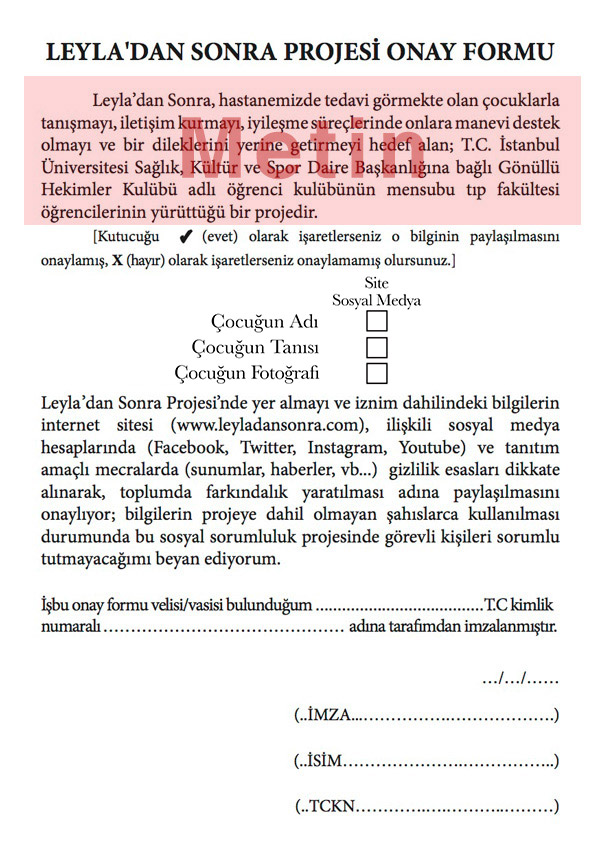 LEYLA'DAN SONRA PROJESİ ONAY FORMU
Leyla’dan Sonra, hastanemizde tedavi görmekte olan çocuklarla
tanışmayı, iletişim kurmayı, iyileşme süreçlerinde onlara manevi destek
olmayı ve bir dileklerini yerine getirmeyi hedef alan; T.C. İstanbul
Üniversitesi Sağlık, Kültür ve Spor Daire Başkanlığına bağlı Gönüllü
Hekimler Kulübü adlı öğrenci kulübünün mensubu tıp fakültesi
öğrencilerinin yürüttüğü bir projedir.
Metin
[Kutucuğu ✔ (evet) olarak işaretlerseniz o bilginin paylaşılmasını
onaylamış, X (hayır) olarak işaretlerseniz onaylamamış olursunuz.]
Site
Sosyal Medya
Çocuğun Adı
Çocuğun Tanısı
Çocuğun Fotoğrafı
Leyla’dan Sonra Projesi’nde yer almayı ve iznim dahilindeki bilgilerin
internet sitesi (www.leyladansonra.com), ilişkili sosyal medya
hesaplarında (Facebook, Twitter, Instagram, Youtube) ve tanıtım
amaçlı mecralarda (sunumlar, haberler, vb...) gizlilik esasları dikkate
alınarak, toplumda farkındalık yaratılması adına paylaşılmasını
onaylıyor; bilgilerin projeye dahil olmayan şahıslarca kullanılması
durumunda bu sosyal sorumluluk projesinde görevli kişileri sorumlu
tutmayacağımı beyan ediyorum.
İşbu onay formu velisi/vasisi bulunduğum .....................................T.C kimlik
numaralı ………………………………… adına tarafımdan imzalanmıştır.
…/…/……
(..İMZA...…………….……………….)
(..İSİM………………..……………..)
(..TCKN………….…..………..………)